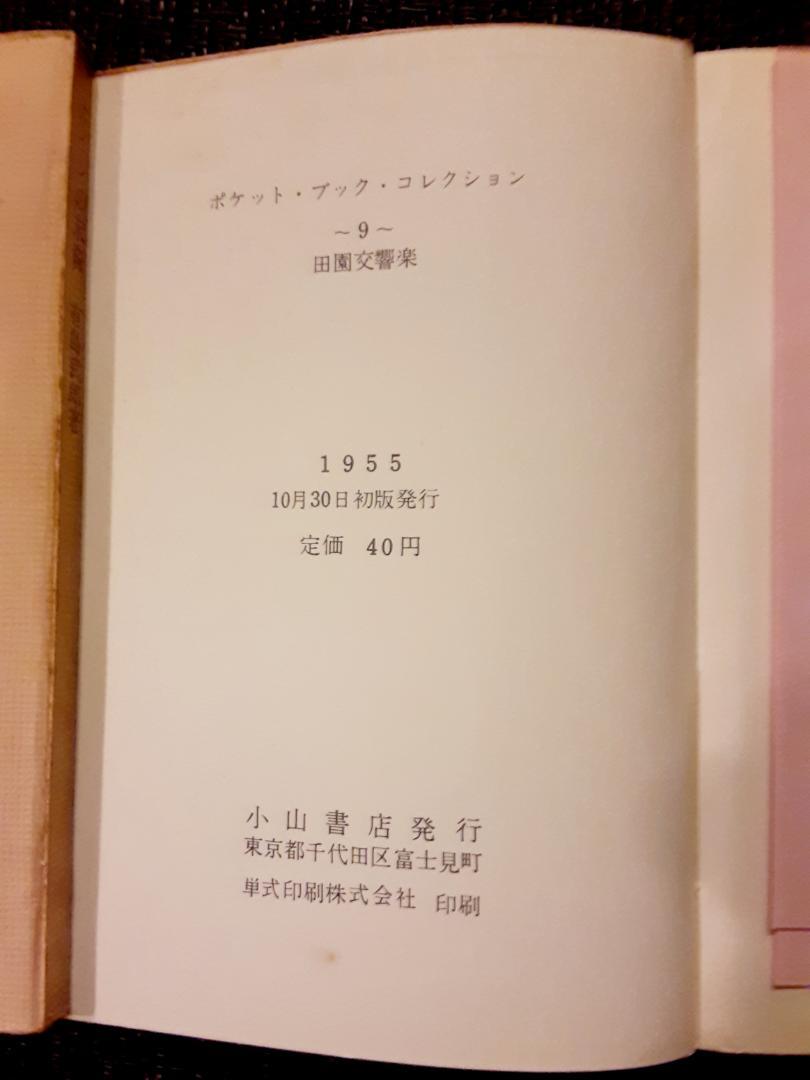 ポケット・ブック・コレクション
～9～
田園交響楽
1955
10月30日初版発行
定価 40円
小山書店発行
東京都千代田区富士見町
単式印刷株式会社 印刷